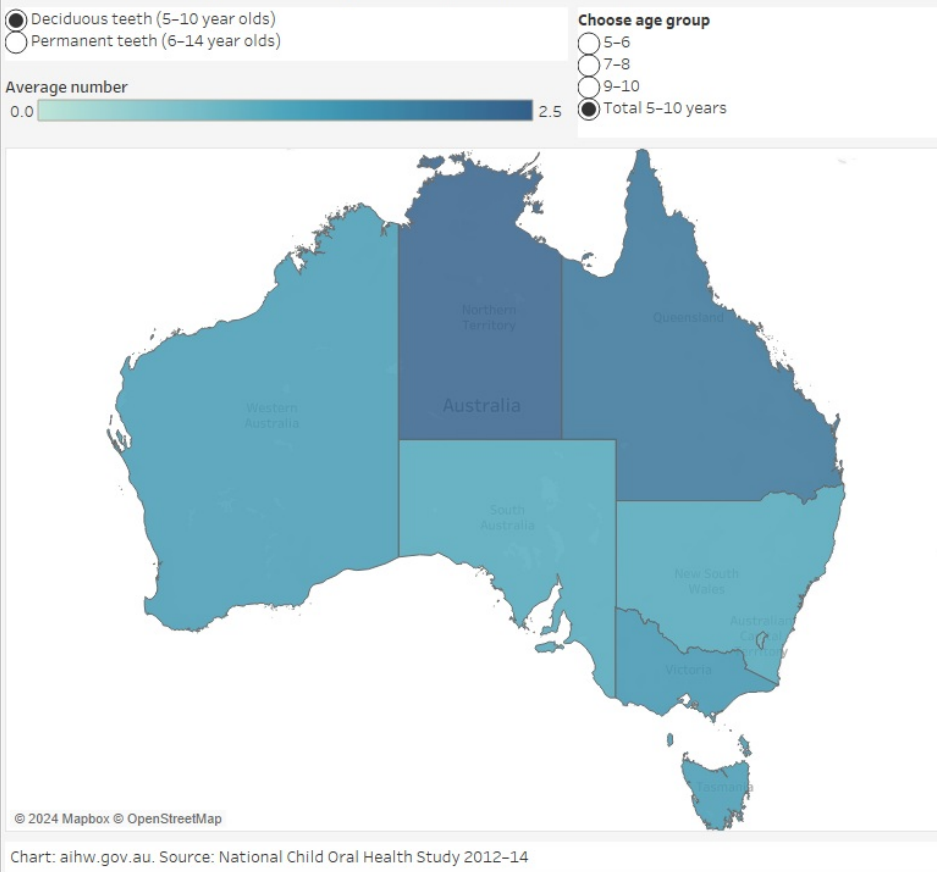 Deciduous teeth (5–10 year olds)
Permanent teeth (6–14 year olds)
Choose age group
5–6
7–8
9–10
Total 5–10 years
Average number
0.0
2.5
Northern
Territory
Queensland
Australia
Western
Australia
South
Australia
New South
Wales
Australian
Capital
Territory
Victoria
Tasmania
© 2024 Mapbox © OpenStreetMap
Chart: aihw.gov.au. Source: National Child Oral Health Study 2012–14